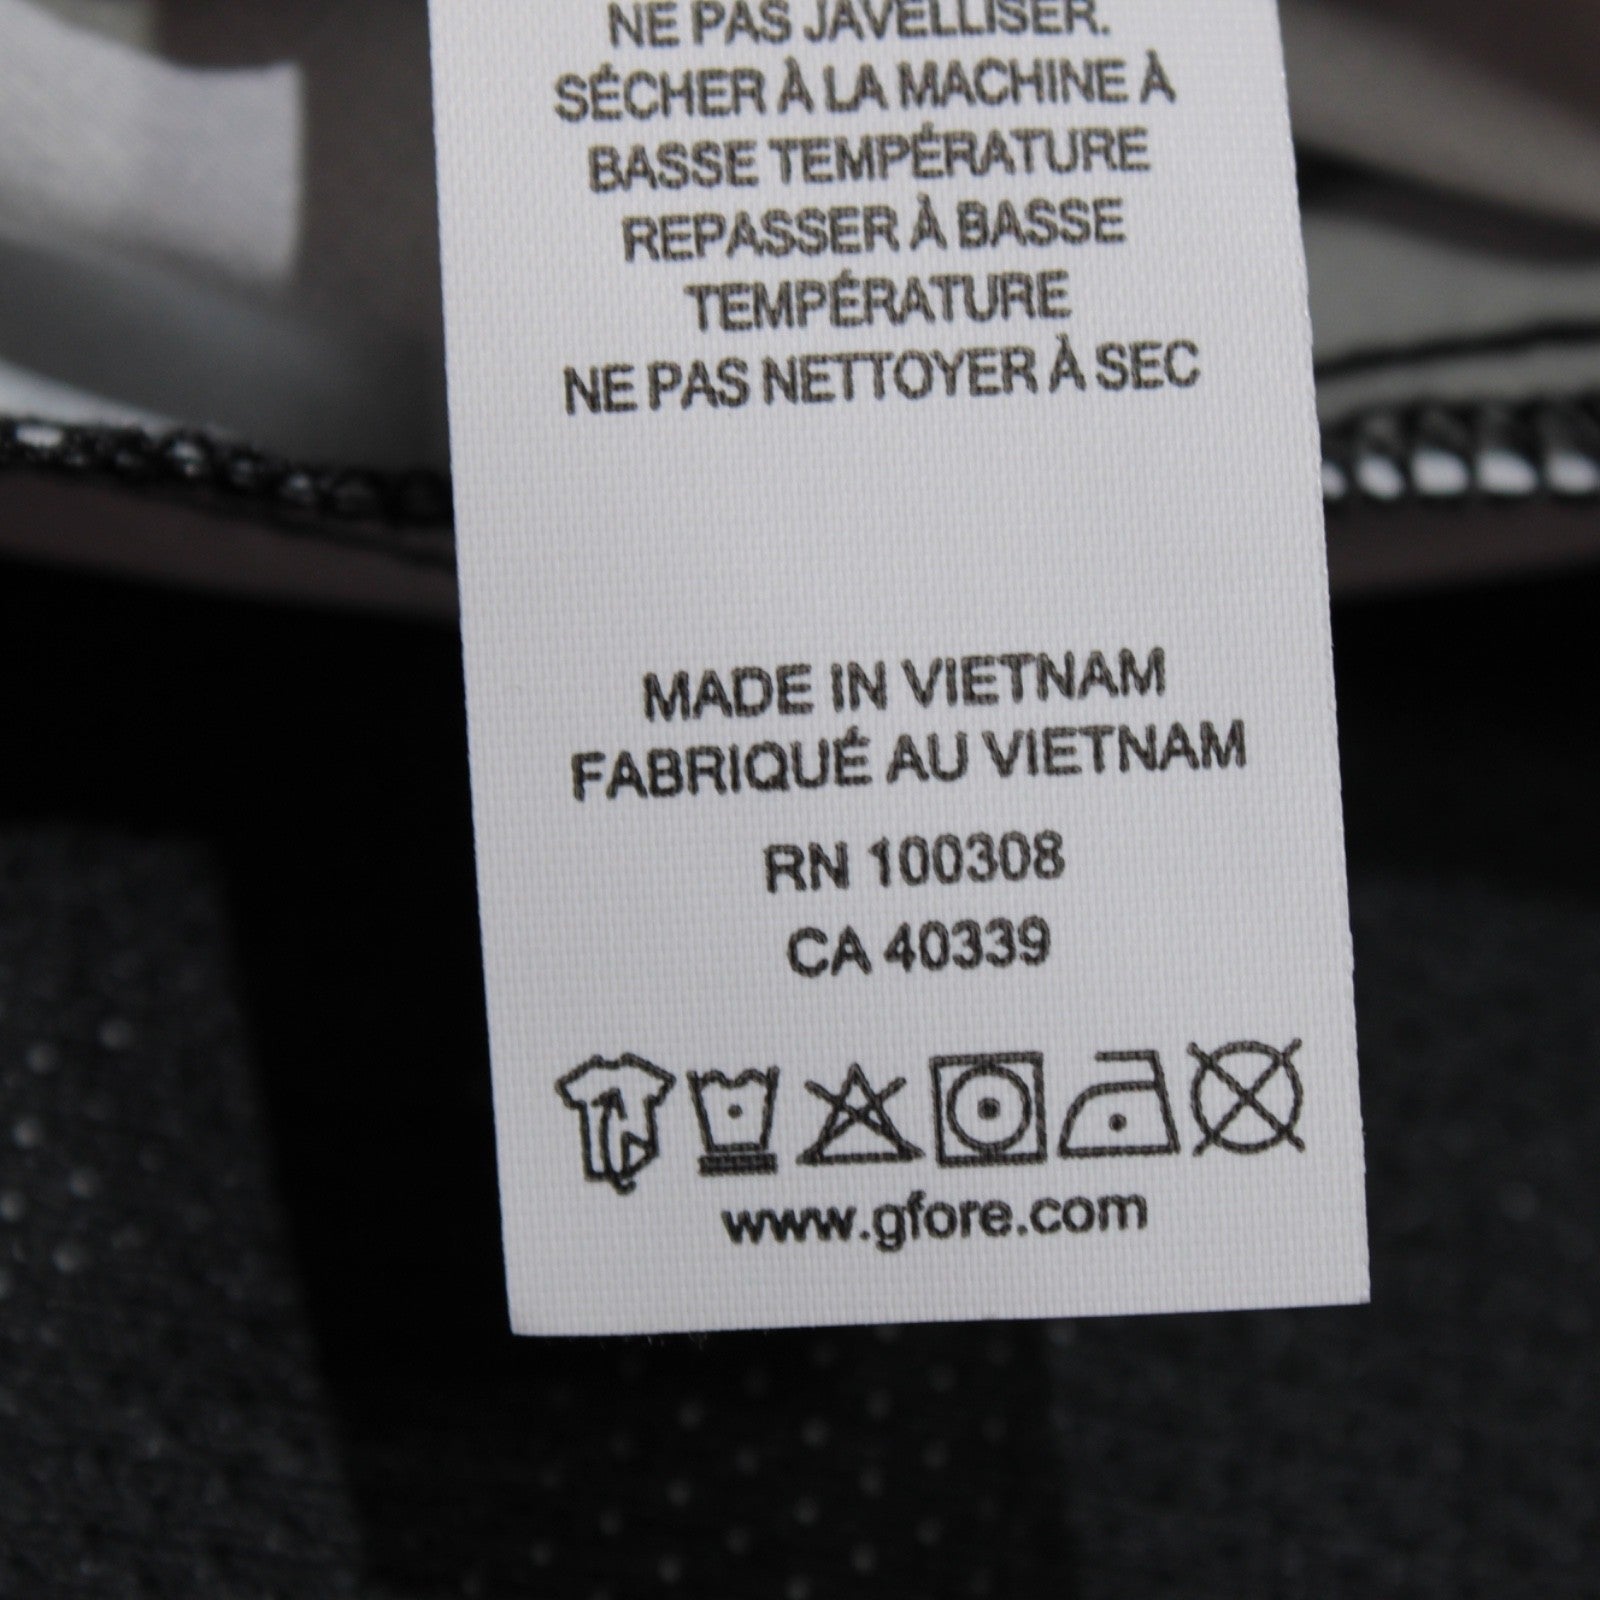 NE PAS JAVELLISER.
SÉCHER À LA MACHINE À
BASSE TEMPÉRATURE
REPASSER À BASSE
TEMPÉRATURE
NE PAS NETTOYER À SEC
MADE IN VIETNAM
FABRIQUÉ AU VIETNAM
RN 100308
CA 40339
www.gfore.com